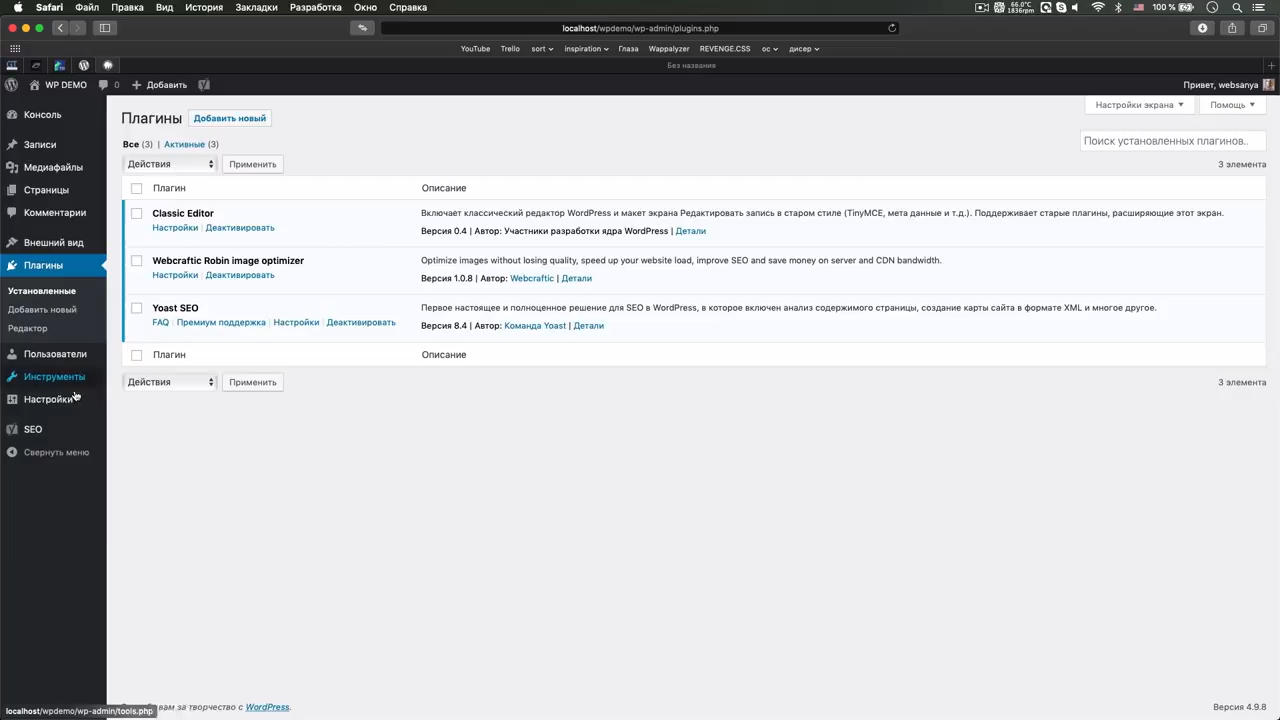 Safari Файл Правка Вид История Закладки Разработка Окно Справка 66.0°C 1836rpm 100 %
localhost/wpdemo/wp-admin/plugins.php
YouTube Trello sort inspiration Глаза Wappalyzer REVENGE.CSS ос дисер
Без названия
WP DEMO 0 Добавить Привет, websanya
Настройки экрана Помощь
Плагины Добавить новый
Консоль
Записи
Медиафайлы
Страницы
Комментарии
Внешний вид
Плагины
Установленные
Добавить новый
Редактор
Пользователи
Инструменты
Настройки
SEO
Свернуть меню
Все (3) | Активные (3)
Поиск установленных плагинов..
Действия Применить 3 элемента
Плагин Описание
Classic Editor
Настройки | Деактивировать
Включает классический редактор WordPress и макет экрана Редактировать запись в старом стиле (TinyMCE, мета данные и т.д.). Поддерживает старые плагины, расширяющие этот экран.
Версия 0.4 | Автор: Участники разработки ядра WordPress | Детали
Webcraftic Robin image optimizer
Настройки | Деактивировать
Optimize images without losing quality, speed up your website load, improve SEO and save money on server and CDN bandwidth.
Версия 1.0.8 | Автор: Webcraftic | Детали
Yoast SEO
FAQ | Премиум поддержка | Настройки | Деактивировать
Первое настоящее и полноценное решение для SEO в WordPress, в которое включен анализ содержимого страницы, создание карты сайта в формате XML и многое другое.
Версия 8.4 | Автор: Команда Yoast | Детали
Плагин Описание
Действия Применить 3 элемента
вам за творчество с WordPress. Версия 4.9.8
localhost/wpdemo/wp-admin/tools.php